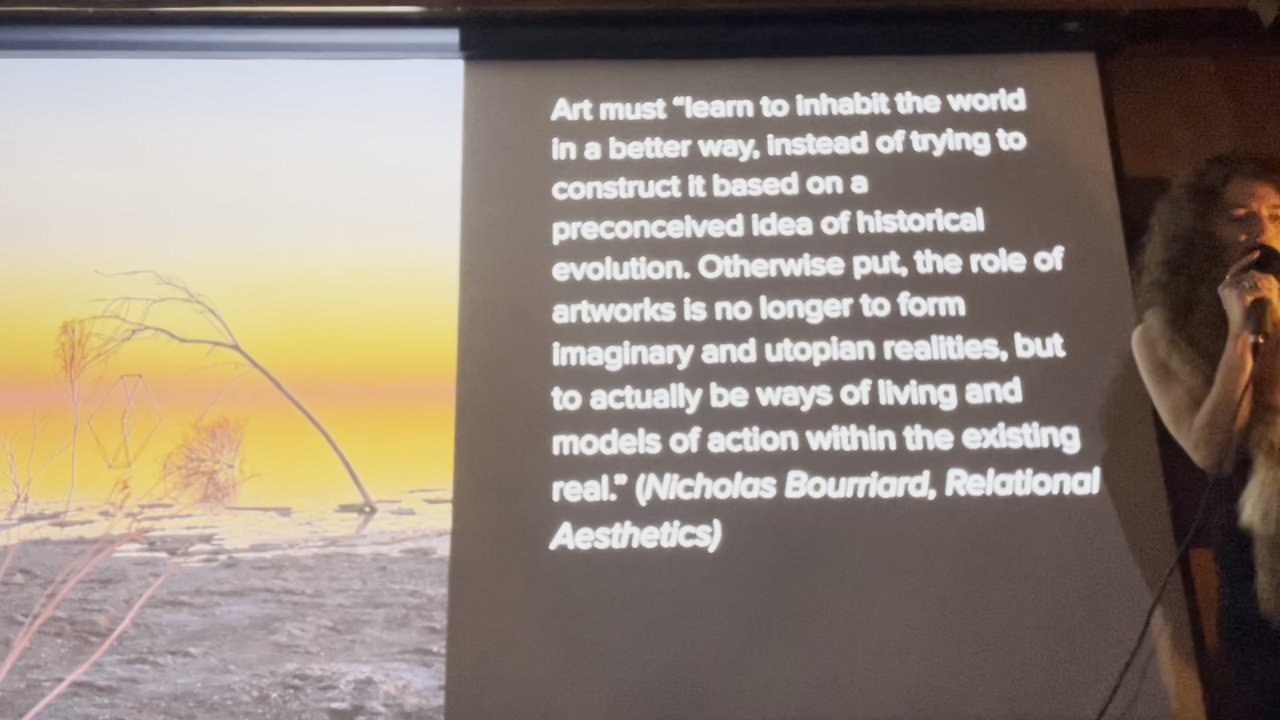 Art must “learn to inhabit the world
in a better way, instead of trying to
construct it based on a
preconceived idea of historical
evolution. Otherwise put, the role of
artworks is no longer to form
imaginary and utopian realities, but
to actually be ways of living and
models of action within the existing
real.” (Nicholas Bourriard, Relational
Aesthetics)